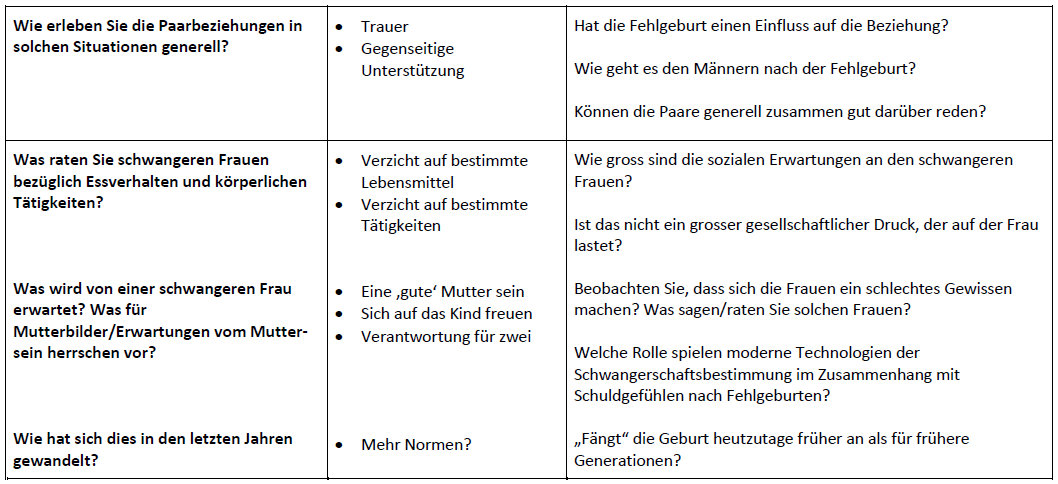 Wie erleben Sie die Paarbeziehungen in
solchen Situationen generell?
• Trauer
• Gegenseitige
Unterstützung
Hat die Fehlgeburt einen Einfluss auf die Beziehung?
Wie geht es den Männern nach der Fehlgeburt?
Können die Paare generell zusammen gut darüber reden?
Was raten Sie schwangeren Frauen
bezüglich Essverhalten und körperlichen
Tätigkeiten?
• Verzicht auf bestimmte
Lebensmittel
• Verzicht auf bestimmte
Tätigkeiten
Wie gross sind die sozialen Erwartungen an den schwangeren
Frauen?
Ist das nicht ein grosser gesellschaftlicher Druck, der auf der Frau
lastet?
Was wird von einer schwangeren Frau
erwartet? Was für
Mutterbilder/Erwartungen vom Mutter-
sein herrschen vor?
• Eine ‚gute‘ Mutter sein
• Sich auf das Kind freuen
• Verantwortung für zwei
Beobachten Sie, dass sich die Frauen ein schlechtes Gewissen
machen? Was sagen/raten Sie solchen Frauen?
Welche Rolle spielen moderne Technologien der
Schwangerschaftsbestimmung im Zusammenhang mit
Schuldgefühlen nach Fehlgeburten?
Wie hat sich dies in den letzten Jahren
gewandelt?
• Mehr Normen?
„Fängt“ die Geburt heutzutage früher an als für frühere
Generationen?